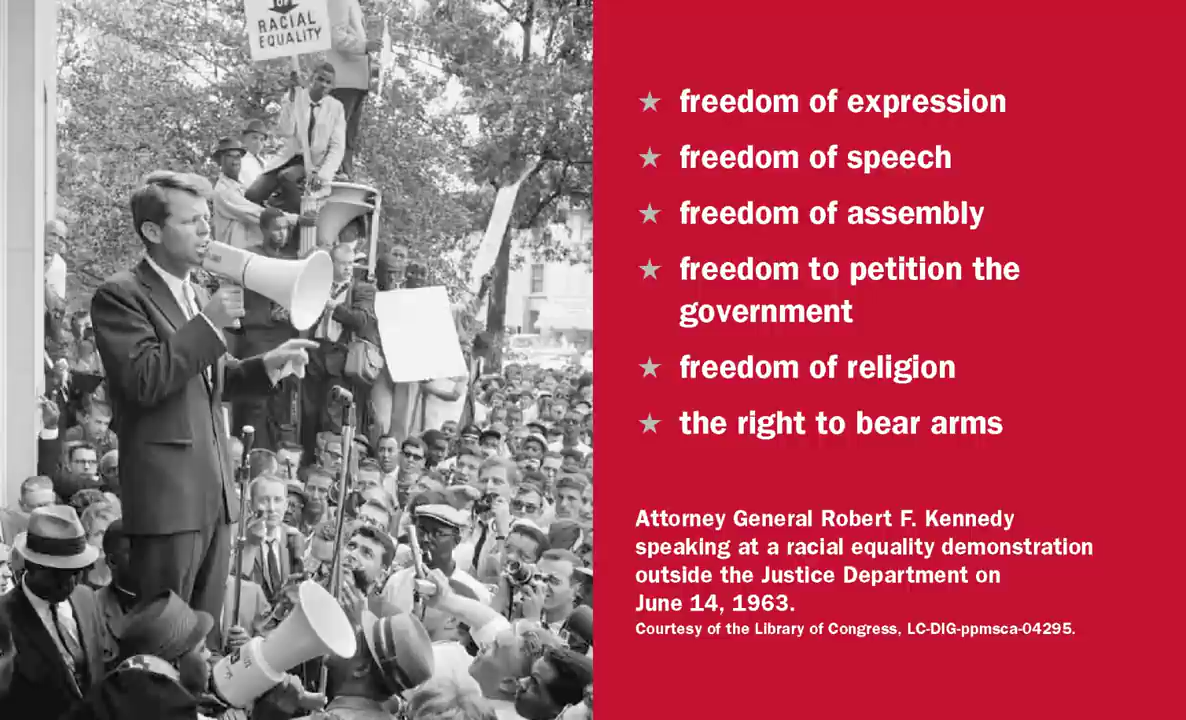 OF
RACIAL
EQUALITY
★ freedom of expression
★ freedom of speech
★ freedom of assembly
★ freedom to petition the
government
★ freedom of religion
★ the right to bear arms
Attorney General Robert F. Kennedy
speaking at a racial equality demonstration
outside the Justice Department on
June 14, 1963.
Courtesy of the Library of Congress, LC-DIG-ppmsca-04295.